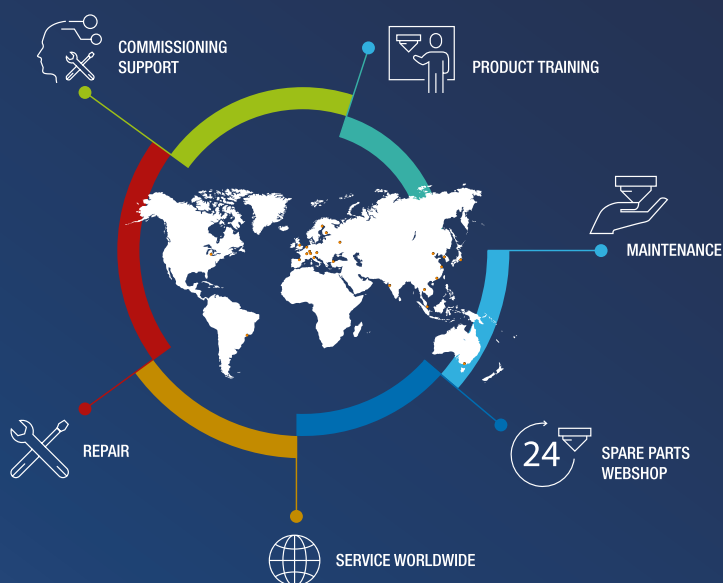 COMMISSIONING
SUPPORT
PRODUCT TRAINING
MAINTENANCE
24
SPARE PARTS
WEBSHOP
REPAIR
SERVICE WORLDWIDE